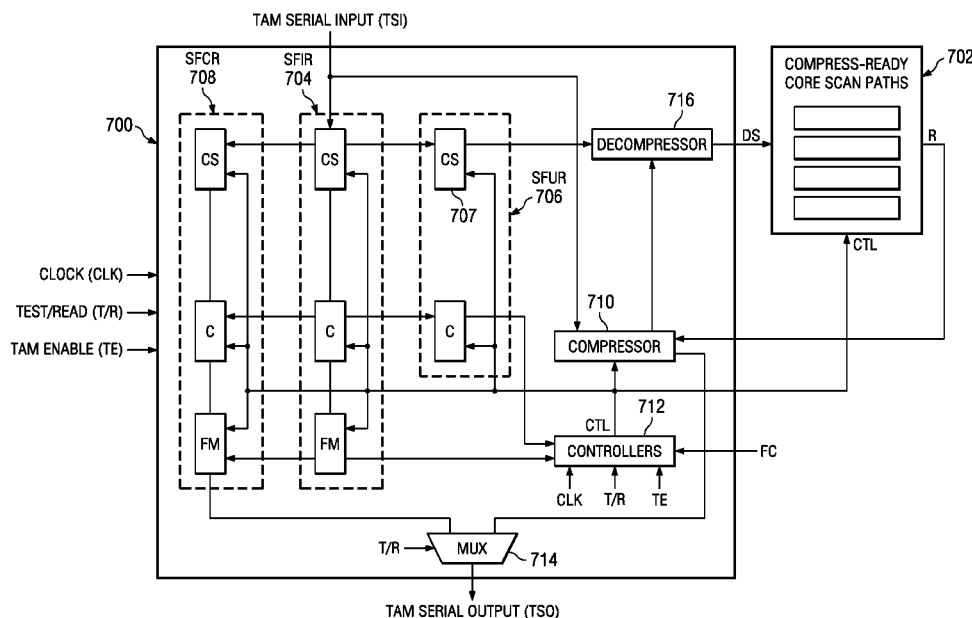 TAM SERIAL INPUT (TSI)
SFCR
708
SFIR
704
COMPRESS-READY
CORE SCAN PATHS
702
700
716
CS
CS
CS
DECOMPRESSOR
DS
R
707
SFUR
706
CTL
CLOCK (CLK)
TEST/READ (T/R)
TAM ENABLE (TE)
710
C
C
C
COMPRESSOR
CTL
712
FM
FM
CONTROLLERS
FC
CLK
T/R
TE
T/R
MUX
714
TAM SERIAL OUTPUT (TSO)